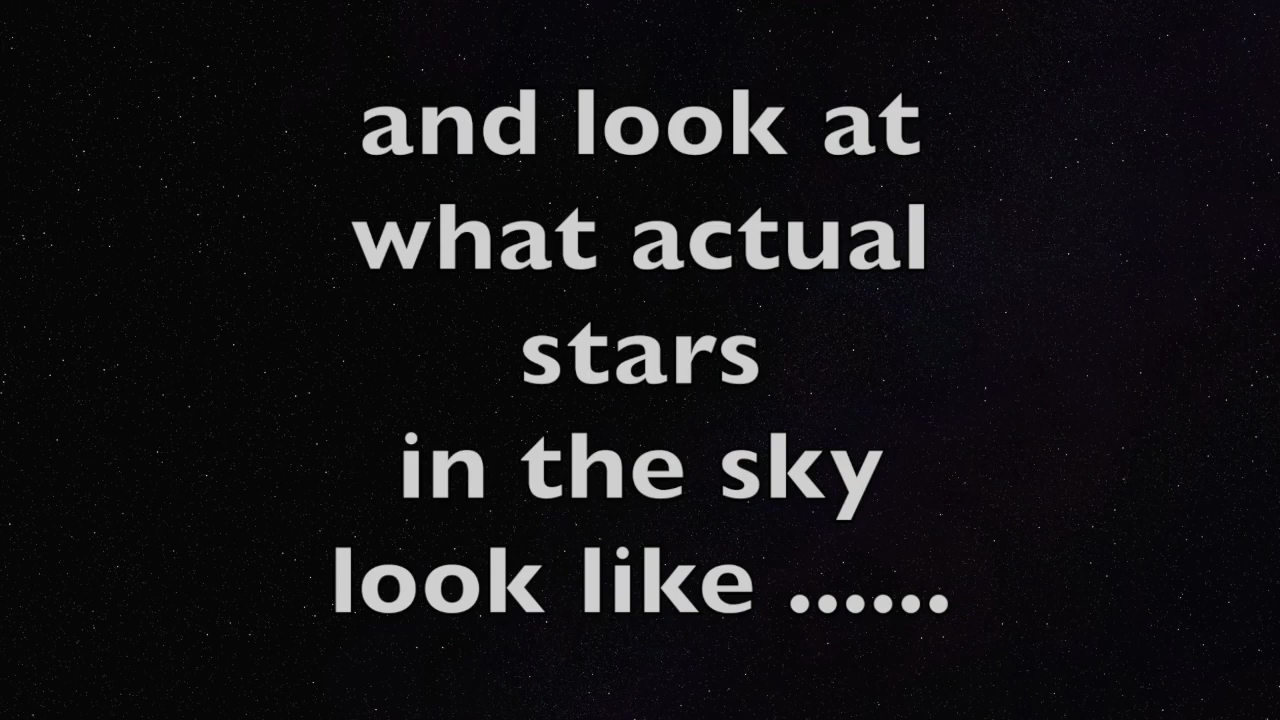 and look at
what actual
stars
in the sky
look like ......